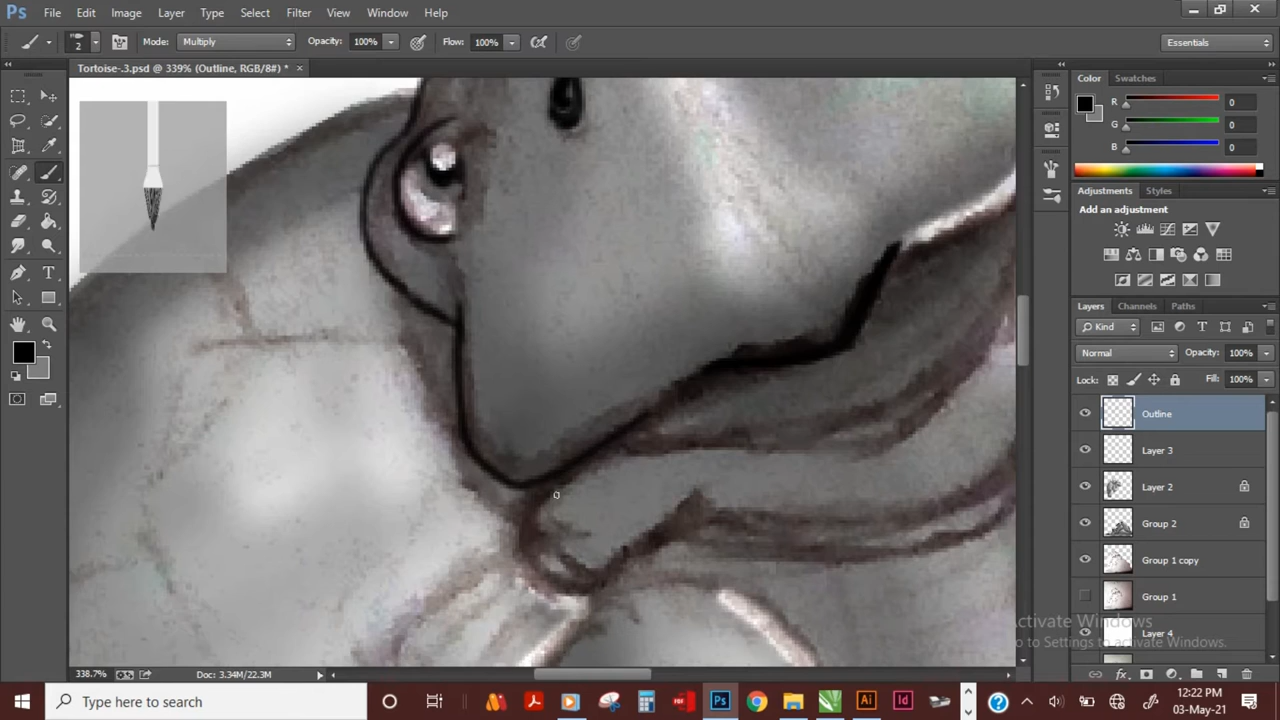 Ps File Edit Image Layer Type Select Filter View Window Help
2 Mode: Multiply Opacity: 100% Flow: 100% Essentials
Tortoise-.3.psd @ 339% (Outline, RGB/8#) * ×
Color Swatches
R 0
G 0
B 0
Adjustments Styles
Add an adjustment
Layers Channels Paths
Kind
Normal Opacity: 100%
Lock: Fill: 100%
Outline
Layer 3
Layer 2
Group 2
Group 1 copy
Group 1
Layer 4
Activate Windows
Go to Settings to activate Windows.
338.7% Doc: 3.34M/22.3M
Type here to search
12:22 PM
03-May-21